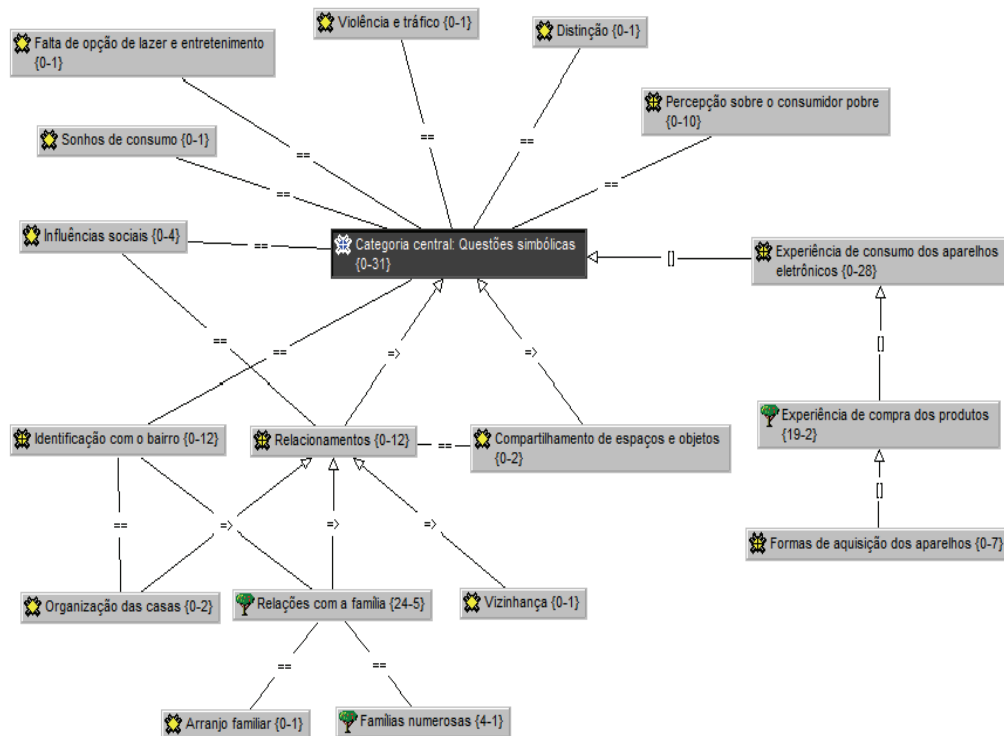 Violência e tráfico {0-1}
Distinção {0-1}
Falta de opção de lazer e entretenimento
{0-1}
Percepção sobre o consumidor pobre
{0-10}
Sonhos de consumo {0-1}
==
==
==
==
==
Influências sociais {0-4}
==
Categoria central: Questões simbólicas
{0-31}
[]
Experiência de consumo dos aparelhos
eletrônicos {0-28}
==
==
=>
=>
[]
Identificação com o bairro {0-12}
Relacionamentos {0-12}
==
Compartilhamento de espaços e objetos
{0-2}
Experiência de compra dos produtos
{19-2}
==
=>
=>
=>
[]
Formas de aquisição dos aparelhos {0-7}
Organização das casas {0-2}
Relações com a família {24-5}
Vizinhança {0-1}
==
==
Arranjo familiar {0-1}
Famílias numerosas {4-1}